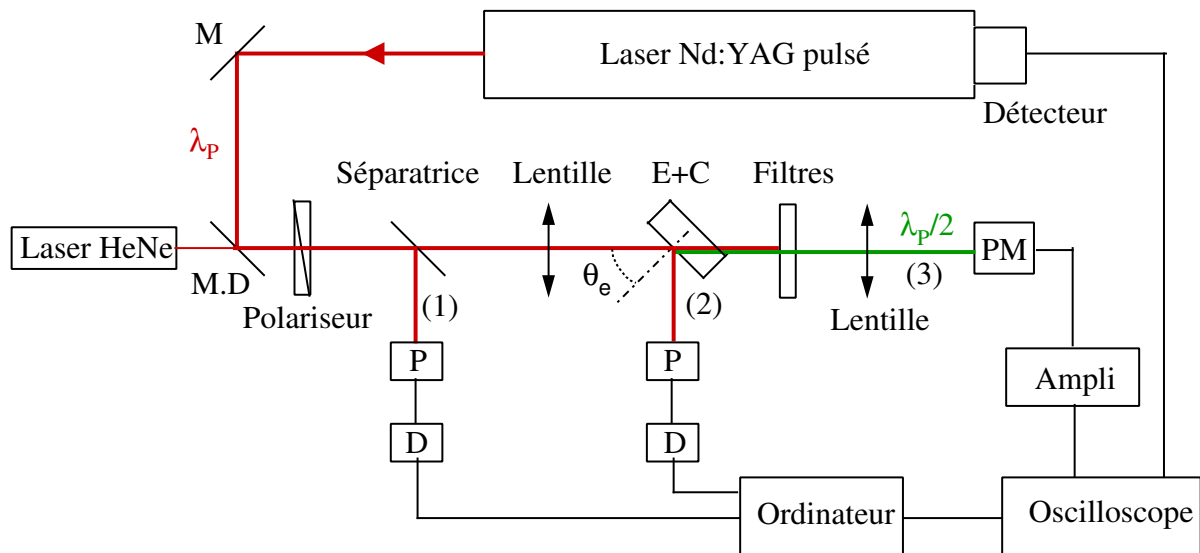 M
Laser Nd:YAG pulsé
Détecteur
λP
Séparatrice
Lentille
E+C
Filtres
Laser HeNe
M.D
Polariseur
(1)
θe
(2)
λP/2
(3)
PM
Lentille
P
P
Ampli
D
D
Ordinateur
Oscilloscope